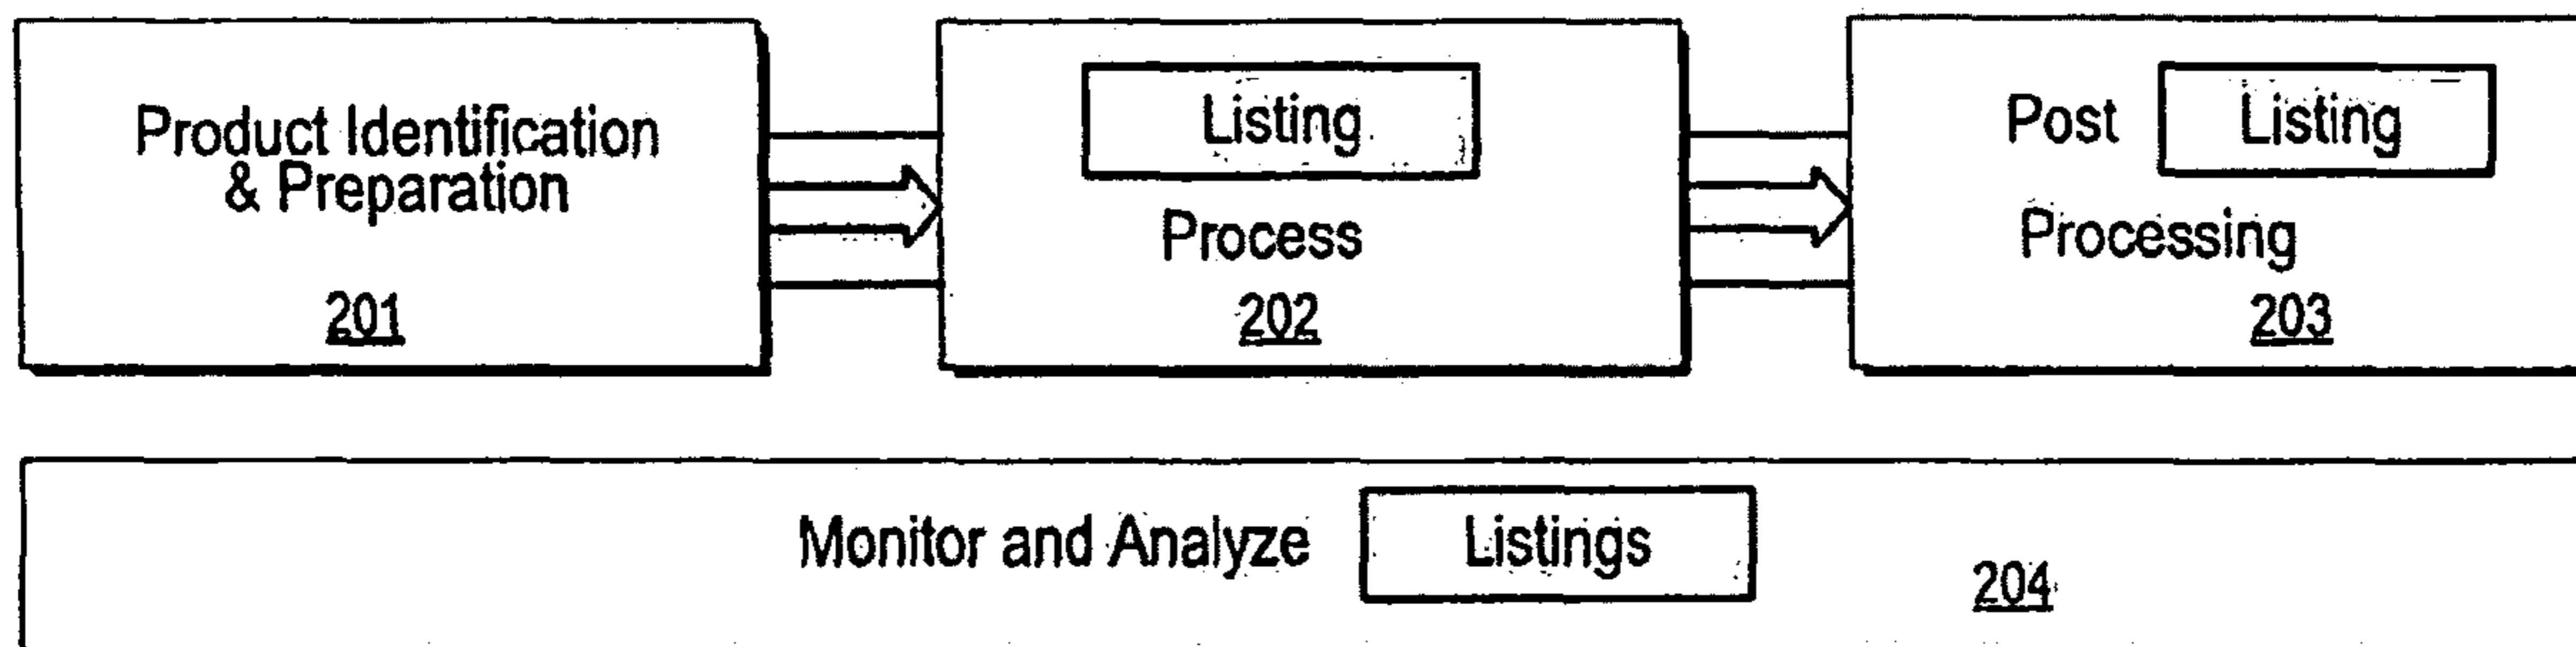 Product Identification
& Preparation
201
Listing
Process
202
Post Listing
Processing
203
Monitor and Analyze Listings
204